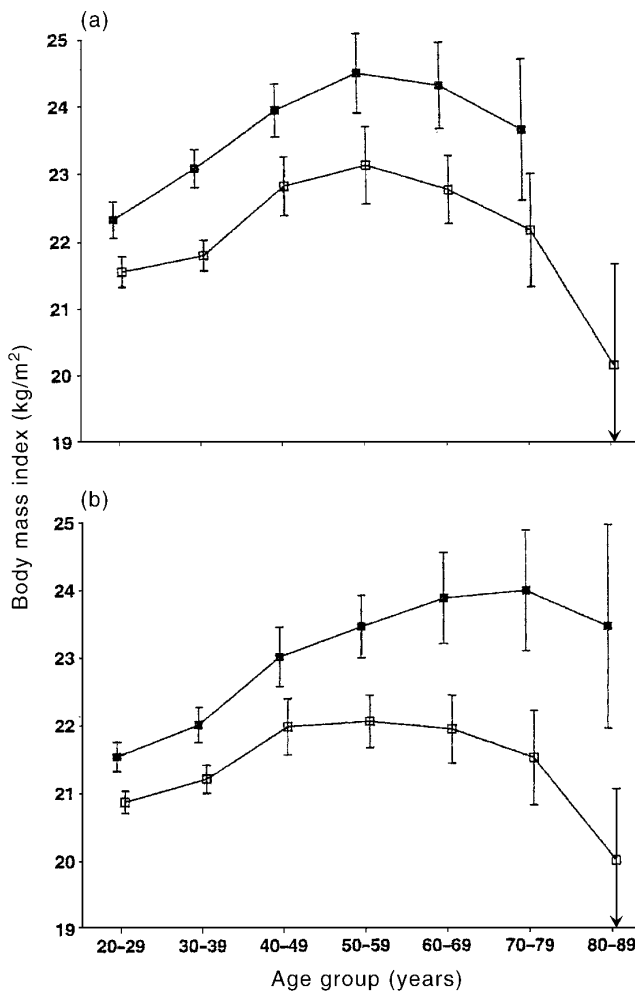 (a)
25
24
23
22
21
20
19
(b)
25
24
23
22
21
20
19
20–29 30–39 40–49 50–59 60–69 70–79 80–89
Age group (years)
Body mass index (kg/m²)